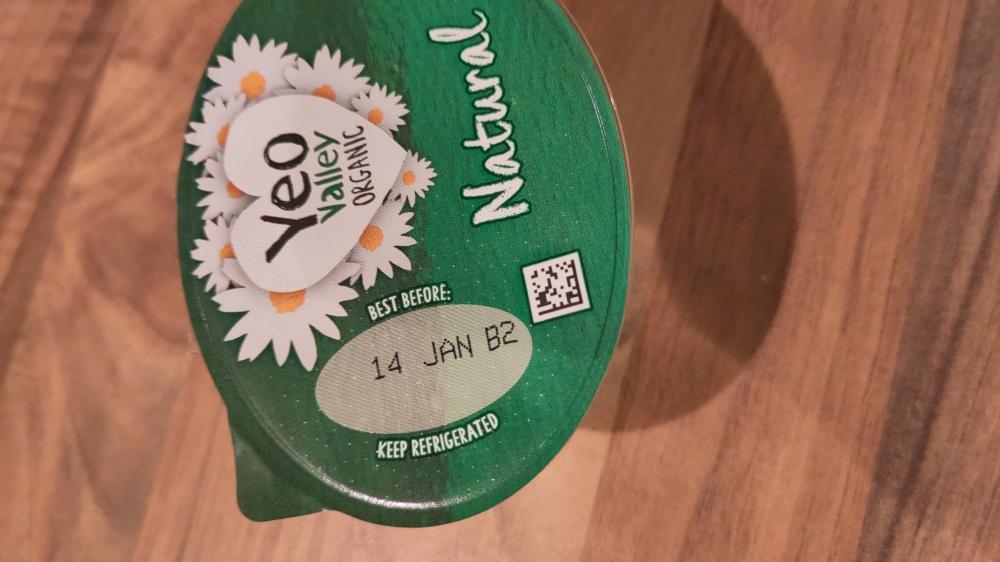 Yeo
Valley
ORGANIC
Natural
BEST BEFORE:
14 JAN B2
KEEP REFRIGERATED